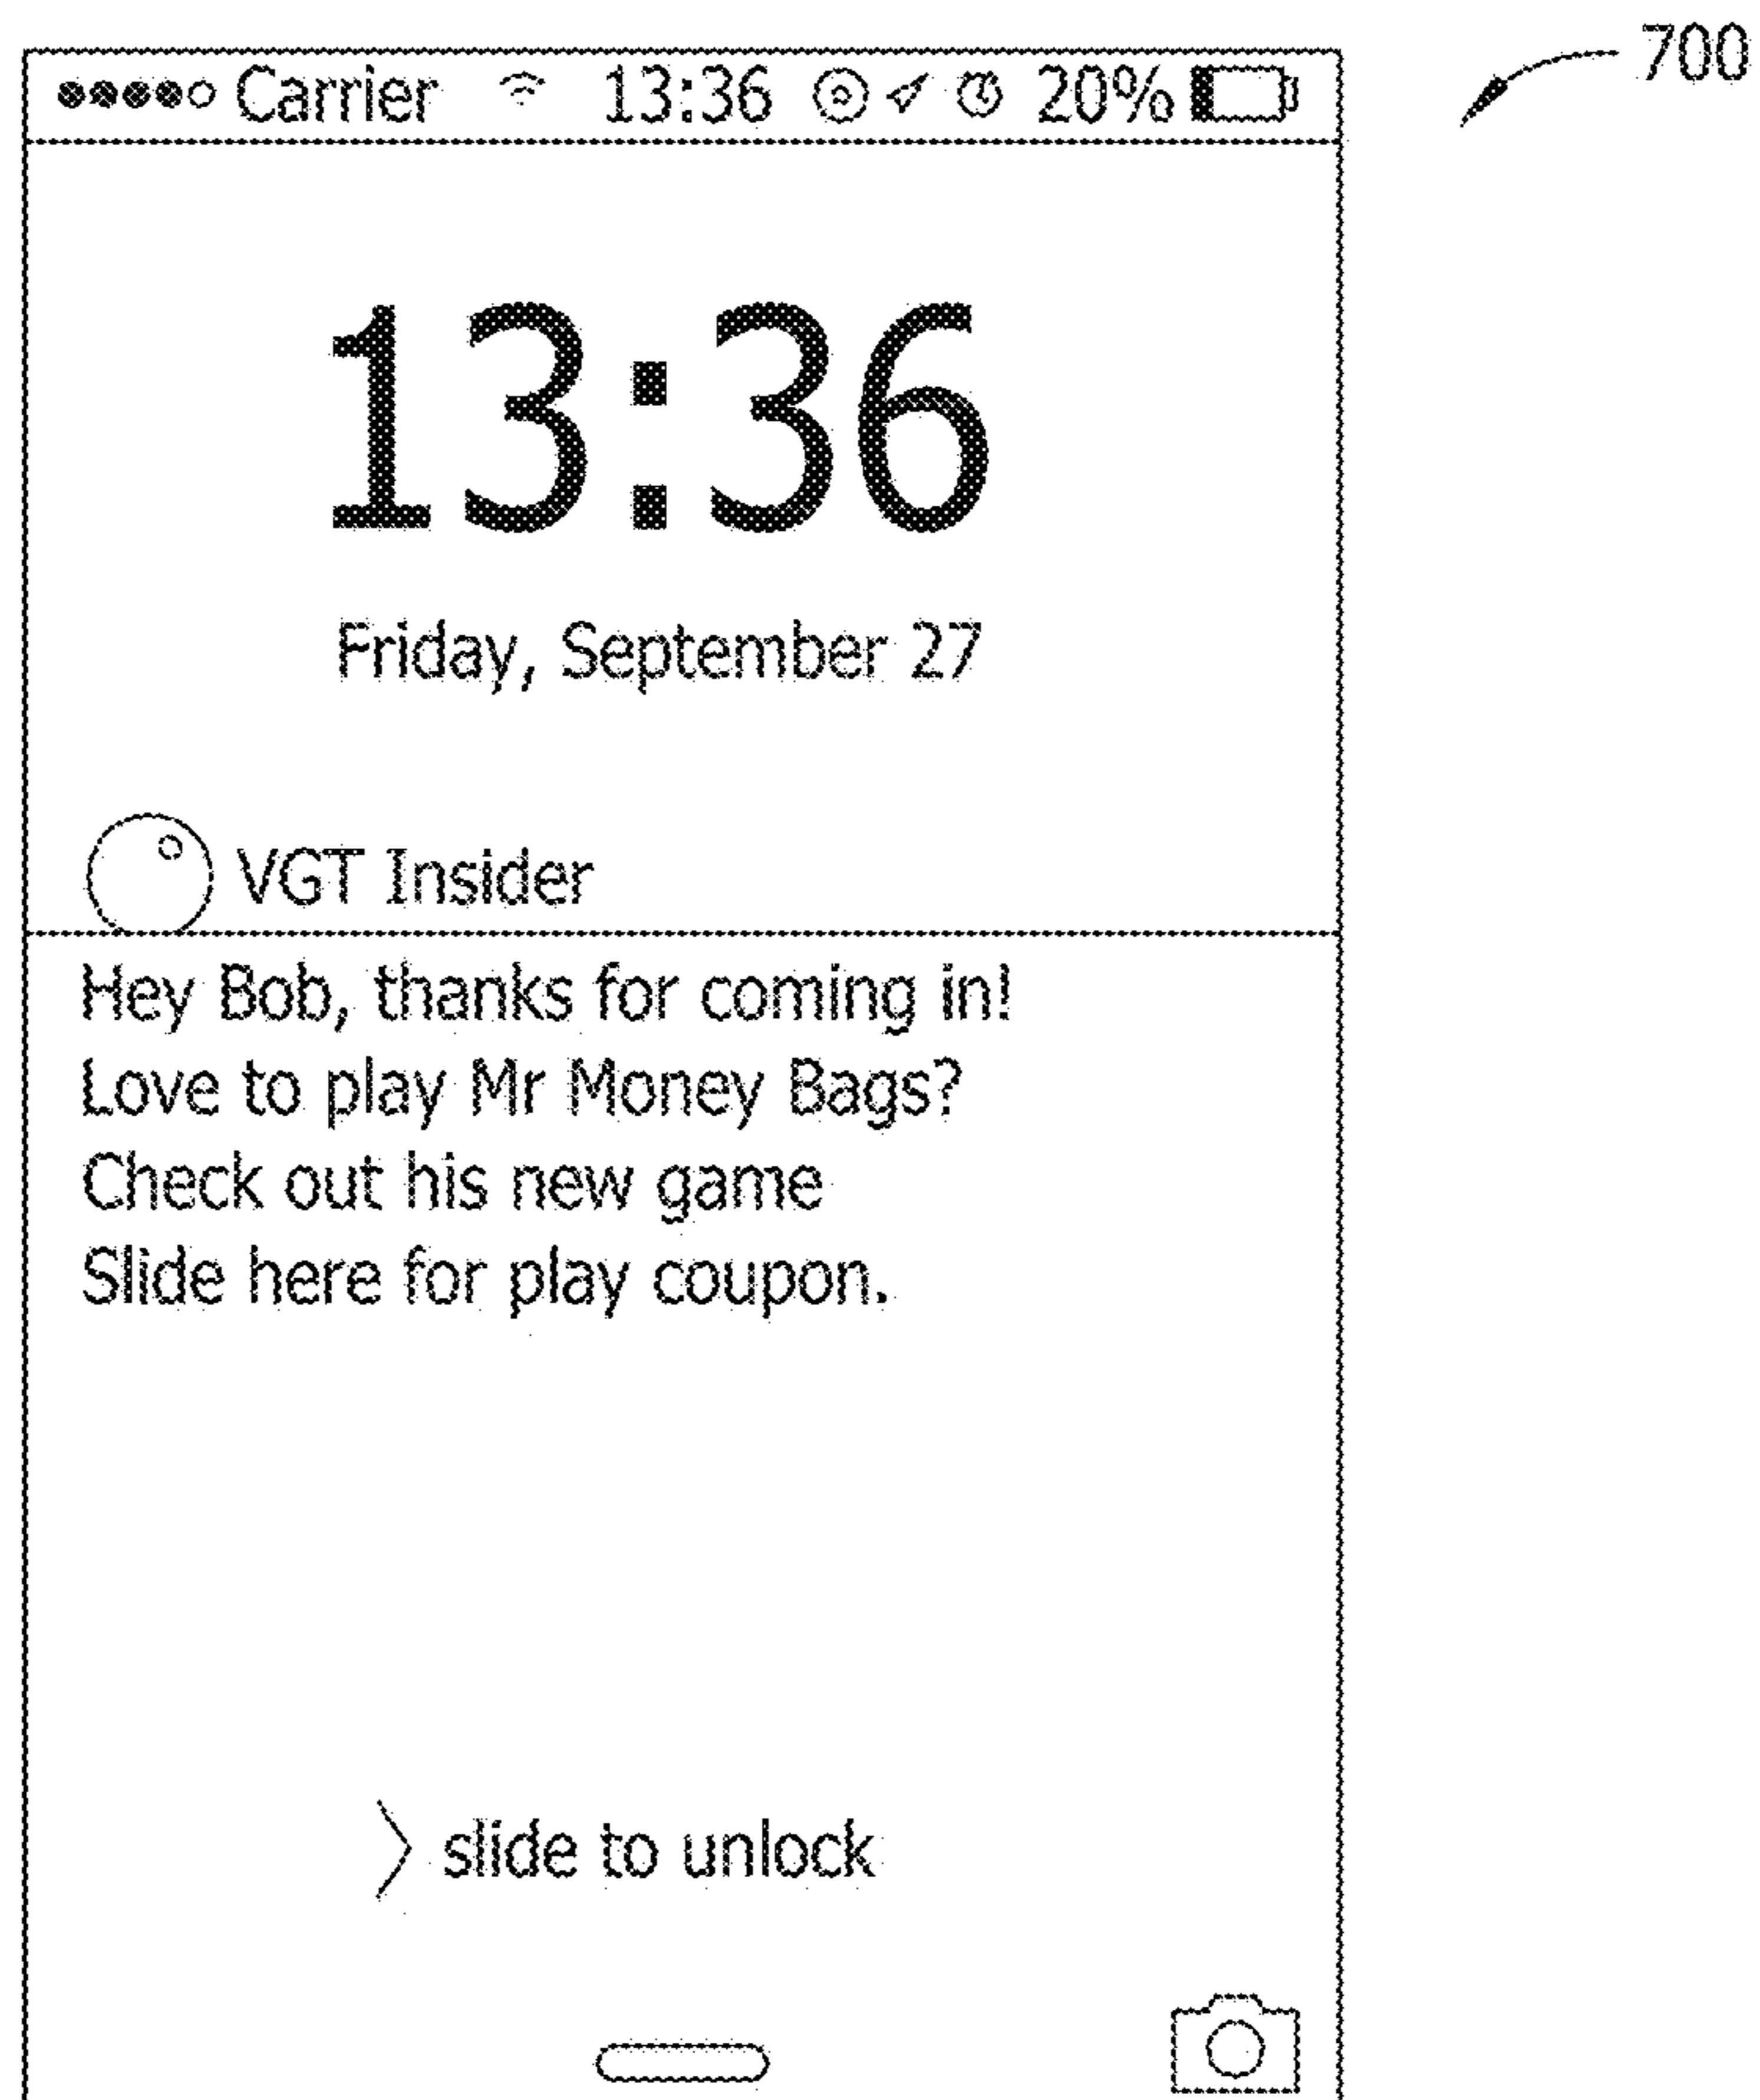 700
Carrier 13:36 20%
13:36
Friday, September 27
VGT Insider
Hey Bob, thanks for coming in!
Love to play Mr Money Bags?
Check out his new game
Slide here for play coupon.
slide to unlock